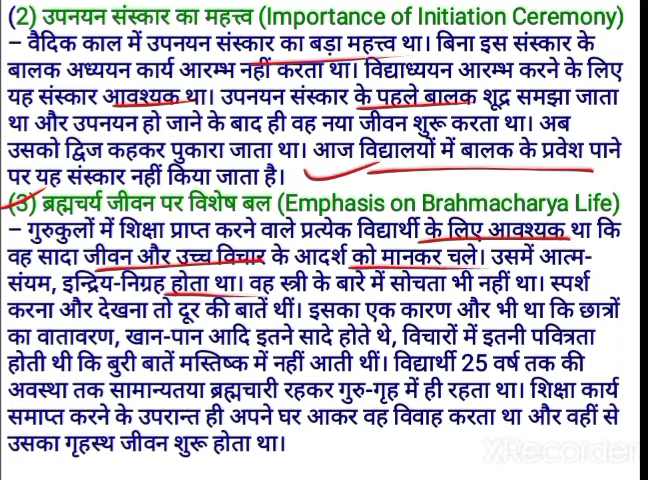 (2) उपनयन संस्कार का महत्त्व (Importance of Initiation Ceremony)
– वैदिक काल में उपनयन संस्कार का बड़ा महत्त्व था। बिना इस संस्कार के
बालक अध्ययन कार्य आरम्भ नहीं करता था। विद्याध्ययन आरम्भ करने के लिए
यह संस्कार आवश्यक था। उपनयन संस्कार के पहले बालक शूद्र समझा जाता
था और उपनयन हो जाने के बाद ही वह नया जीवन शुरू करता था। अब
उसको द्विज कहकर पुकारा जाता था। आज विद्यालयों में बालक के प्रवेश पाने
पर यह संस्कार नहीं किया जाता है।
(3) ब्रह्मचर्य जीवन पर विशेष बल (Emphasis on Brahmacharya Life)
– गुरुकुलों में शिक्षा प्राप्त करने वाले प्रत्येक विद्यार्थी के लिए आवश्यक था कि
वह सादा जीवन और उच्च विचार के आदर्श को मानकर चले। उसमें आत्म-
संयम, इन्द्रिय-निग्रह होता था। वह स्त्री के बारे में सोचता भी नहीं था। स्पर्श
करना और देखना तो दूर की बातें थीं। इसका एक कारण और भी था कि छात्रों
का वातावरण, खान-पान आदि इतने सादे होते थे, विचारों में इतनी पवित्रता
होती थी कि बुरी बातें मस्तिष्क में नहीं आती थीं। विद्यार्थी 25 वर्ष तक की
अवस्था तक सामान्यतया ब्रह्मचारी रहकर गुरु-गृह में ही रहता था। शिक्षा कार्य
समाप्त करने के उपरान्त ही अपने घर आकर वह विवाह करता था और वहीं से
उसका गृहस्थ जीवन शुरू होता था।
XRecorder